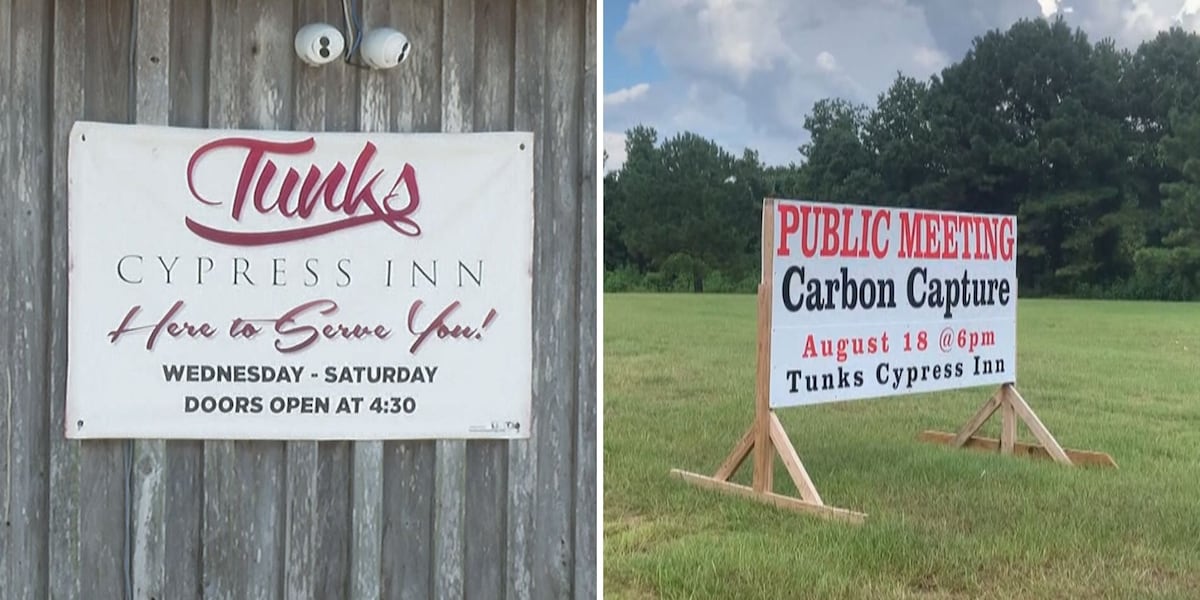 Tunks
CYPRESS INN
Here to Serve You!
WEDNESDAY - SATURDAY
DOORS OPEN AT 4:30
PUBLIC MEETING
Carbon Capture
August 18 @6pm
Tunks Cypress Inn